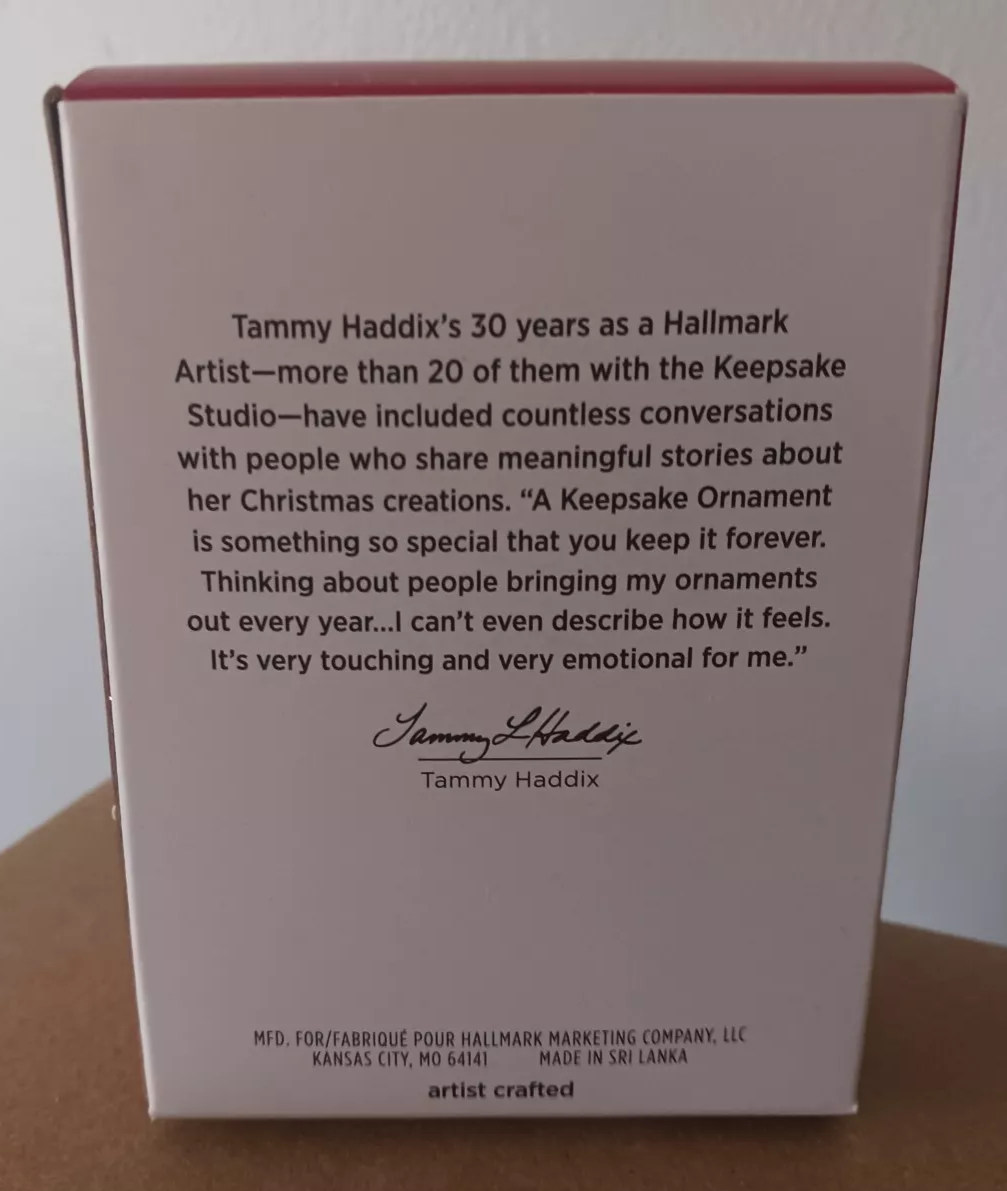 Tammy Haddix's 30 years as a Hallmark
Artist—more than 20 of them with the Keepsake
Studio—have included countless conversations
with people who share meaningful stories about
her Christmas creations. “A Keepsake Ornament
is something so special that you keep it forever.
Thinking about people bringing my ornaments
out every year...I can't even describe how it feels.
It's very touching and very emotional for me.”
Tammy L Haddix
Tammy Haddix
MFD. FOR/FABRIQUÉ POUR HALLMARK MARKETING COMPANY, LLC
KANSAS CITY, MO 64141 MADE IN SRI LANKA
artist crafted